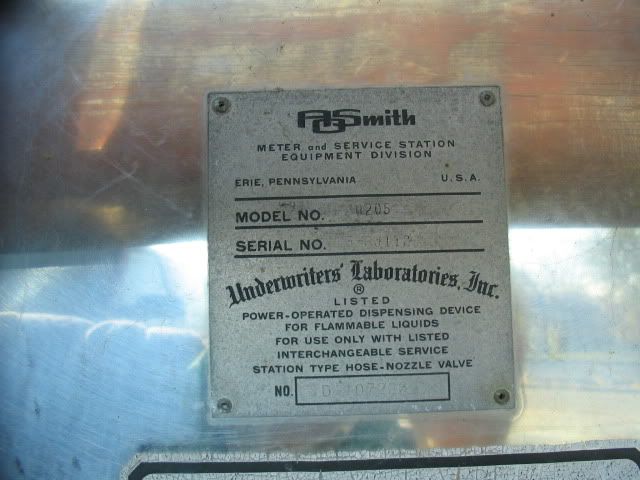 AOSmith
METER and SERVICE STATION
EQUIPMENT DIVISION
ERIE, PENNSYLVANIA U.S.A.
MODEL NO.
SERIAL NO.
Underwriters' Laboratories, Inc.
®
LISTED
POWER-OPERATED DISPENSING DEVICE
FOR FLAMMABLE LIQUIDS
FOR USE ONLY WITH LISTED
INTERCHANGEABLE SERVICE
STATION TYPE HOSE-NOZZLE VALVE
NO.